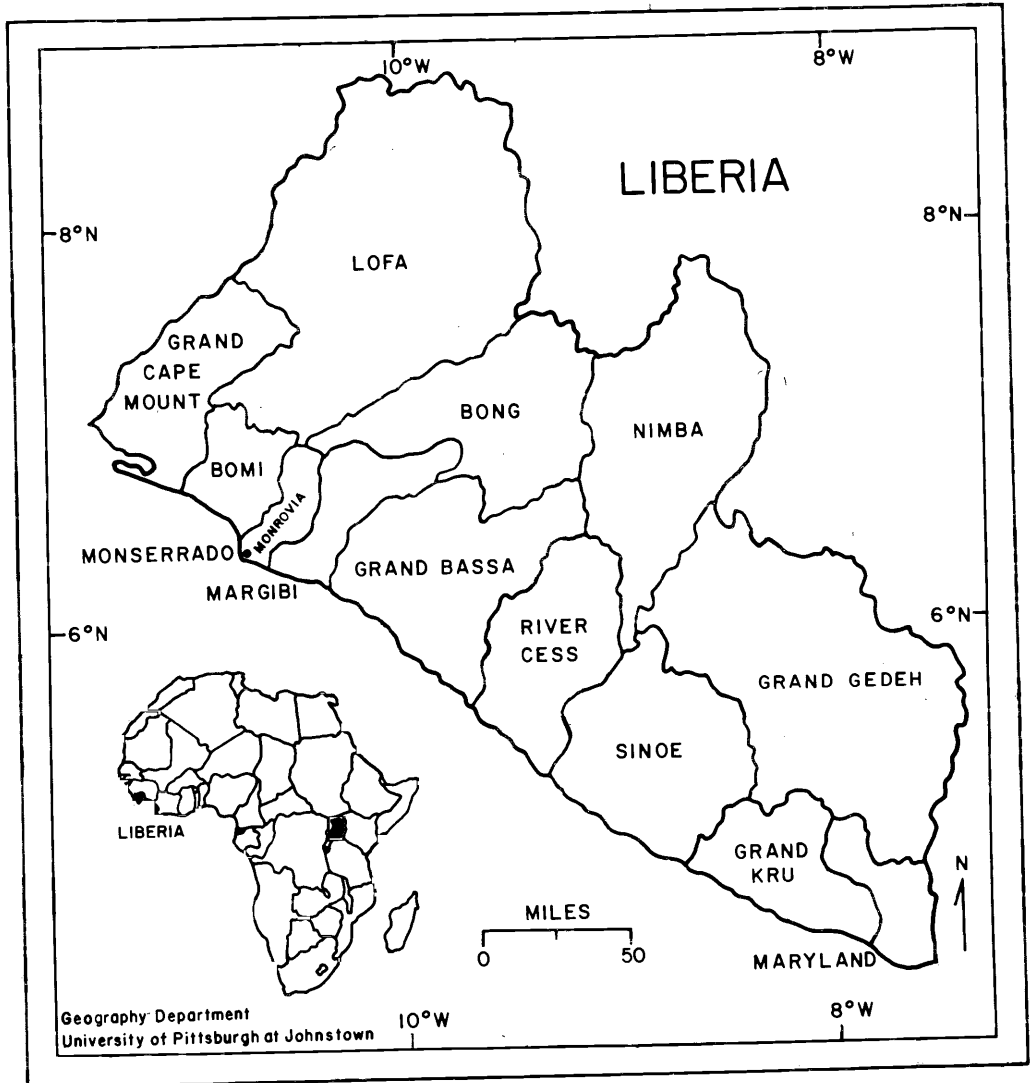 10°W
8°W
LIBERIA
8°N
8°N
LOFA
GRAND
CAPE
MOUNT
BONG
NIMBA
BOMI
MONROVIA
MONSERRADO
GRAND BASSA
MARGIBI
RIVER
CESS
6°N
6°N
GRAND GEDEH
SINOE
LIBERIA
GRAND
KRU
N
MILES
0
50
MARYLAND
Geography Department
University of Pittsburgh at Johnstown
10°W
8°W